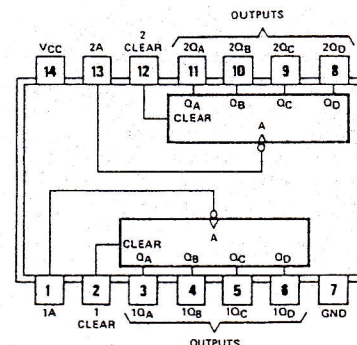 OUTPUTS
VCC 2A 2 CLEAR 2QA 2QB 2QC 2QD
14 13 12 11 10 9 8
QA QB QC QD
CLEAR
A
A
CLEAR
QA QB QC QD
1 2 3 4 5 6 7
1A 1 CLEAR 1QA 1QB 1QC 1QD GND
OUTPUTS